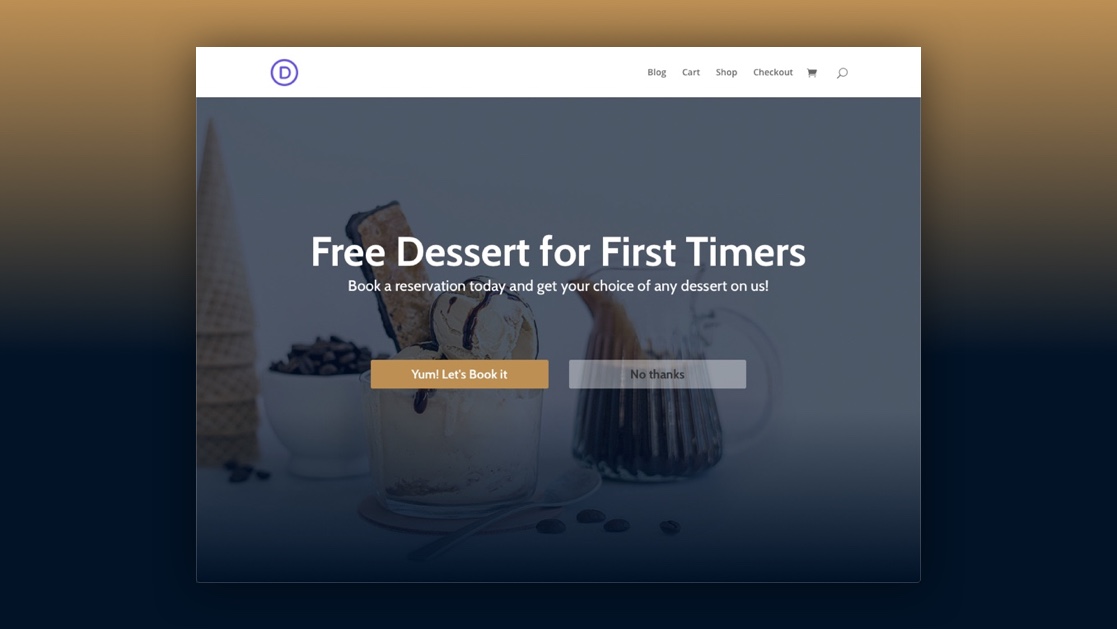 D
Blog Cart Shop Checkout
Free Dessert for First Timers
Book a reservation today and get your choice of any dessert on us!
Yum! Let's Book it
No thanks